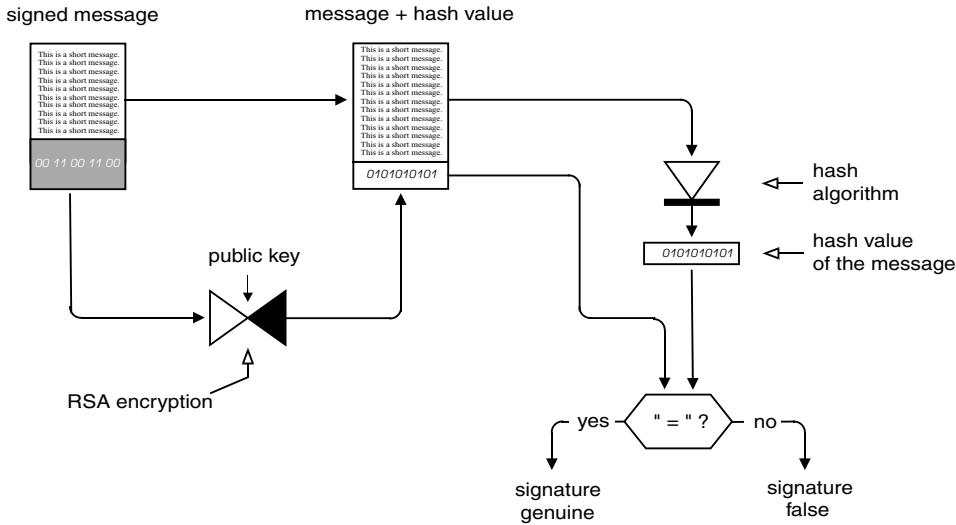 signed message
message + hash value
This is a short message.
This is a short message.
This is a short message.
This is a short message.
This is a short message.
This is a short message.
This is a short message.
This is a short message.
This is a short message.
This is a short message.
00 11 00 11 00
This is a short message.
This is a short message.
This is a short message.
This is a short message.
This is a short message.
This is a short message.
This is a short message.
This is a short message.
This is a short message.
This is a short message.
This is a short message
This is a short message.
This is a short message.
0101010101
hash
algorithm
0101010101
hash value
of the message
public key
RSA encryption
yes
" = " ?
no
signature
genuine
signature
false